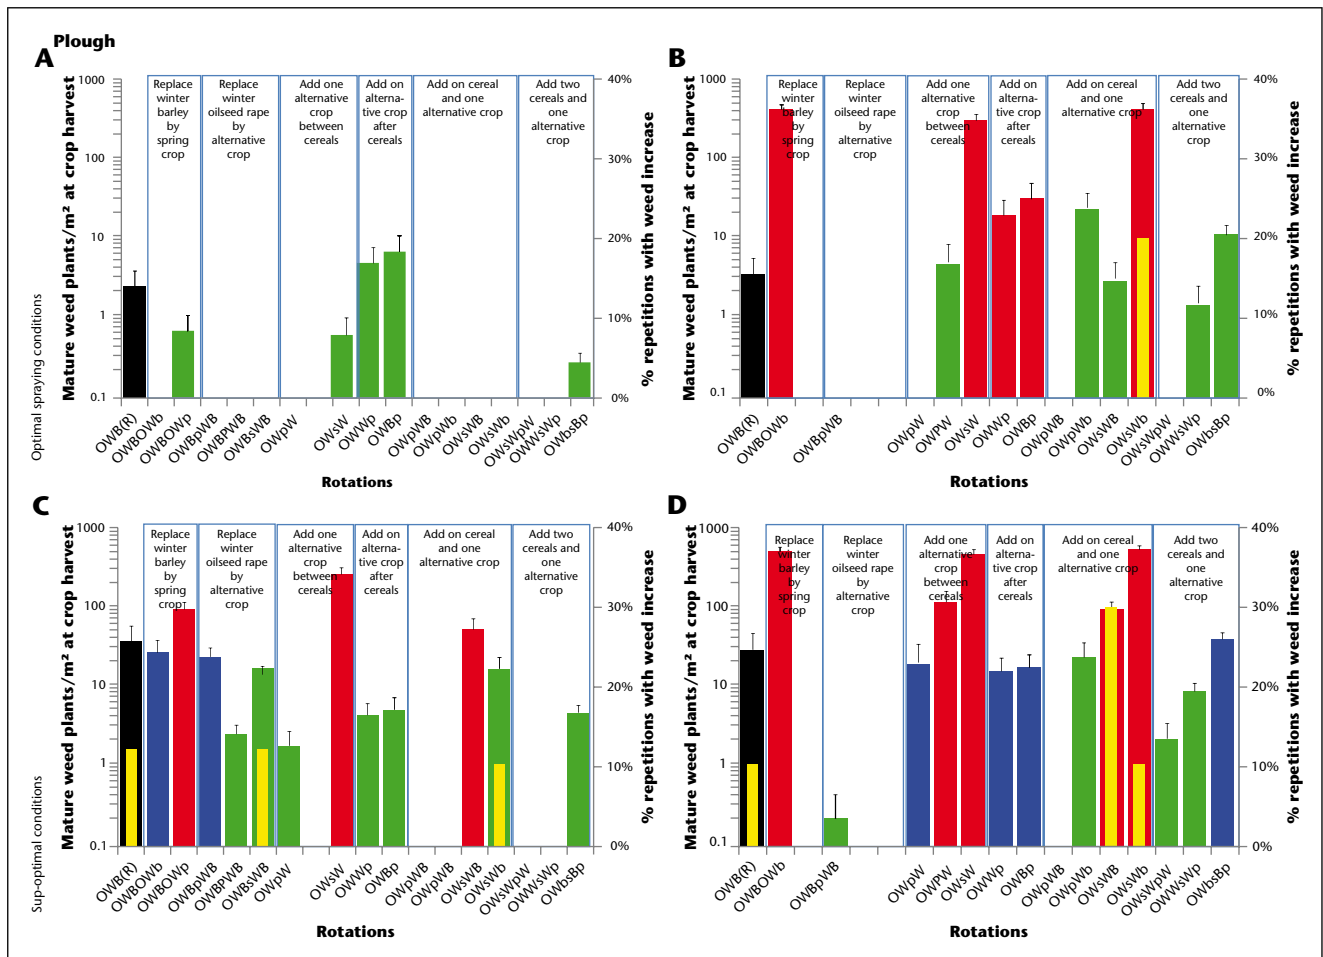 Plough
A
Mature weed plants/m² at crop harvest
1000
100
10
1
0.1
Replace
winter
barley
by
spring
crop
Replace
winter
oilseed rape
by
alternative
crop
Add one
alternative
crop
between
cereals
Add on
alterna-
tive crop
after
cereals
Add on cereal
and one
alternative crop
Add two
cereals and
one
alternative
crop
40%
30%
20%
10%
0%
% repetitions with weed increase
Optimal spraying conditions
OWB(R)
OWBOWb
OWBOWp
OWBpWB
OWBPWB
OWBsWB
OWpW
OWsW
OWWp
OWBp
OWpWB
OWpWb
OWsWB
OWsWb
OWsWpW
OWWsWp
OWbsBp
Rotations
B
Mature weed plants/m² at crop harvest
1000
100
10
1
0.1
Replace
winter
barley
by
spring
crop
Replace
winter
oilseed rape
by
alternative
crop
Add one
alternative
crop
between
cereals
Add on
alterna-
tive crop
after
cereals
Add on cereal
and one
alternative crop
Add two
cereals and
one
alternative
crop
40%
30%
20%
10%
0%
% repetitions with weed increase
OWB(R)
OWBOWb
OWBpWB
OWpW
OWPW
OWsW
OWWp
OWBp
OWpWB
OWpWb
OWsWB
OWsWb
OWsWpW
OWWsWp
OWbsBp
Rotations
C
Mature weed plants/m² at crop harvest
1000
100
10
1
0.1
Replace
winter
barley
by
spring
crop
Replace
winter
oilseed rape
by
alternative
crop
Add one
alternative
crop
between
cereals
Add on
alterna-
tive crop
after
cereals
Add on cereal
and one
alternative crop
Add two
cereals and
one
alternative
crop
40%
30%
20%
10%
0%
% repetitions with weed increase
Sup-optimal conditions
OWB(R)
OWBOWb
OWBOWp
OWBpWB
OWBPWB
OWBsWB
OWpW
OWsW
OWWp
OWBp
OWpWB
OWpWB
OWsWB
OWsWb
OWsWpW
OWWsWp
OWbsBp
Rotations
D
Mature weed plants/m² at crop harvest
1000
100
10
1
0.1
Replace
winter
barley
by
spring
crop
Replace
winter
oilseed rape
by
alternative
crop
Add one
alternative
crop
between
cereals
Add on
alterna-
tive crop
after
cereals
Add on cereal
and one
alternative crop
Add two
cereals and
one
alternative
crop
40%
30%
20%
10%
0%
% repetitions with weed increase
OWB(R)
OWBOWb
OWBpWB
OWpW
OWPW
OWsW
OWWp
OWBp
OWpWB
OWpWb
OWsWB
OWsWb
OWsWpW
OWWsWp
OWbsBp
Rotations